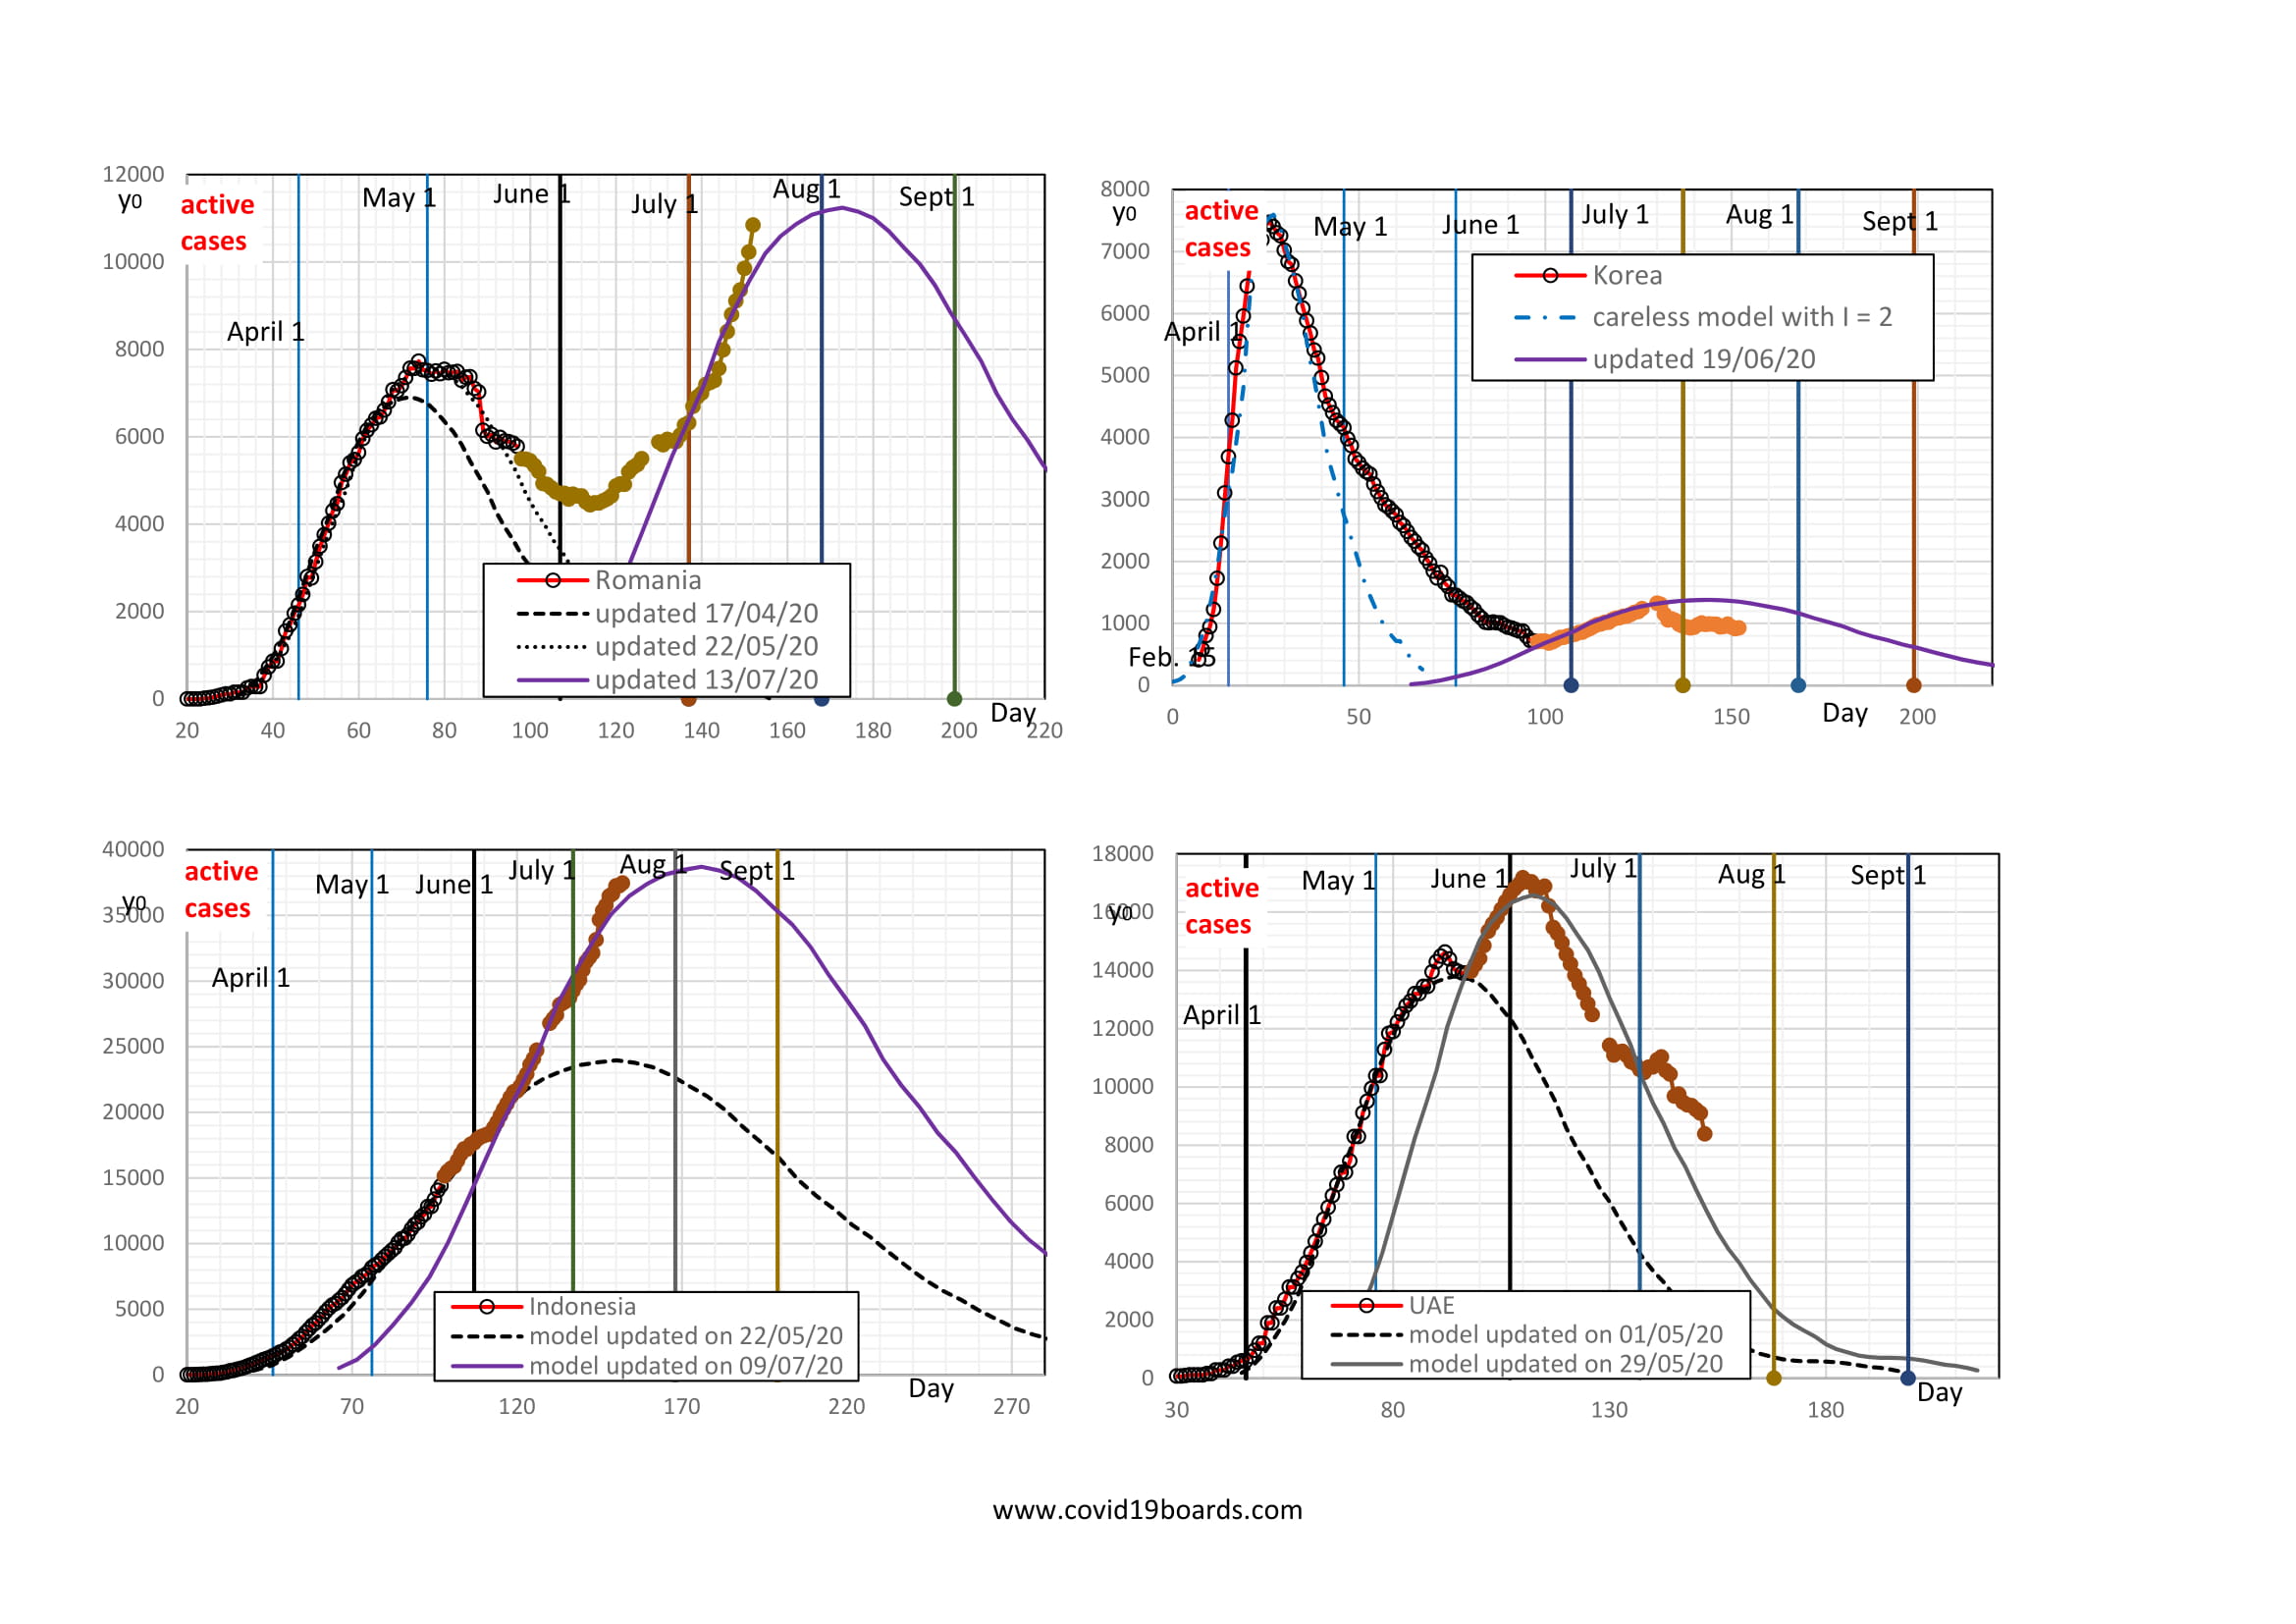 12000
y0
active
cases
May 1
June 1
July 1
Aug 1
Sept 1
10000
8000
April 1
6000
4000
2000
0
Romania
updated 17/04/20
updated 22/05/20
updated 13/07/20
Day
20 40 60 80 100 120 140 160 180 200 220
8000
y0
active
cases
May 1
June 1
July 1
Aug 1
Sept 1
7000
6000
April 1
5000
4000
3000
2000
1000
Feb. 15
0
Korea
careless model with I = 2
updated 19/06/20
0 50 100 150 Day 200
40000
active
cases
y0
May 1
June 1
July 1
Aug 1
Sept 1
35000
April 1
30000
25000
20000
15000
10000
5000
0
Indonesia
model updated on 22/05/20
model updated on 09/07/20
Day
20 70 120 170 220 270
18000
active
cases
y0
May 1
June 1
July 1
Aug 1
Sept 1
16000
14000
April 1
12000
10000
8000
6000
4000
2000
0
UAE
model updated on 01/05/20
model updated on 29/05/20
Day
30 80 130 180
www.covid19boards.com